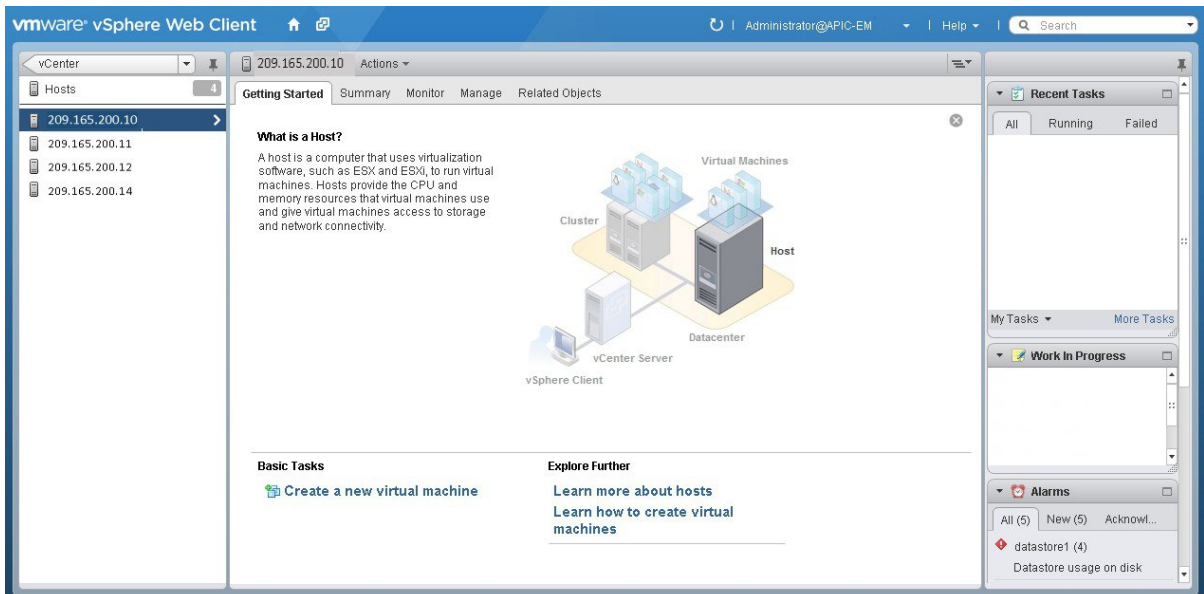 vmware® vSphere Web Client
Administrator@APIC-EM
Help
Search
vCenter
Hosts
4
209.165.200.10
209.165.200.11
209.165.200.12
209.165.200.14
209.165.200.10 Actions
Getting Started Summary Monitor Manage Related Objects
What is a Host?
A host is a computer that uses virtualization
software, such as ESX and ESXi, to run virtual
machines. Hosts provide the CPU and
memory resources that virtual machines use
and give virtual machines access to storage
and network connectivity.
Virtual Machines
Cluster
Host
Datacenter
vCenter Server
vSphere Client
Basic Tasks
Create a new virtual machine
Explore Further
Learn more about hosts
Learn how to create virtual
machines
Recent Tasks
All Running Failed
My Tasks More Tasks
Work In Progress
Alarms
All (5) New (5) Acknowl...
datastore1 (4)
Datastore usage on disk